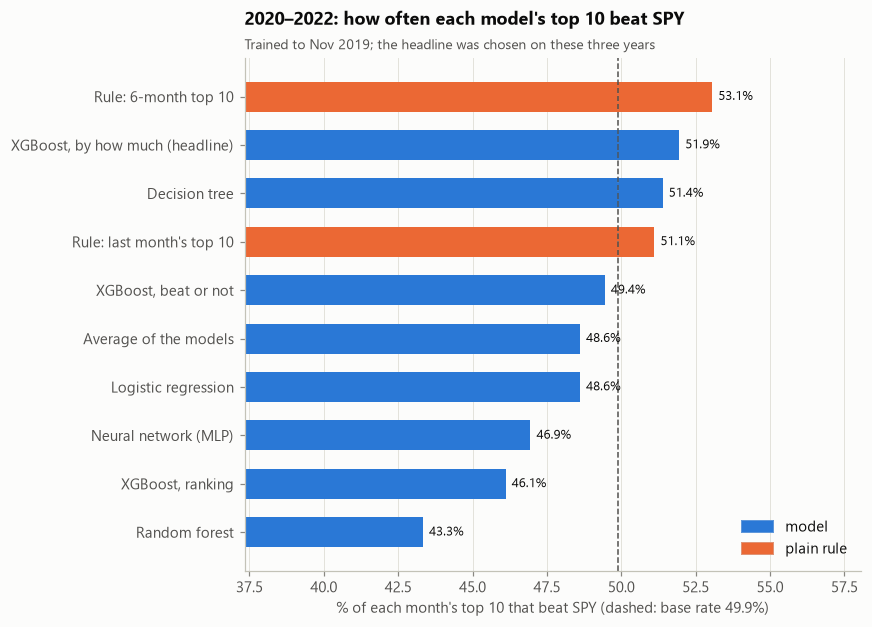 2020–2022: how often each model's top 10 beat SPY
Trained to Nov 2019; the headline was chosen on these three years
Rule: 6-month top 10
53.1%
XGBoost, by how much (headline)
51.9%
Decision tree
51.4%
Rule: last month's top 10
51.1%
XGBoost, beat or not
49.4%
Average of the models
48.6%
Logistic regression
48.6%
Neural network (MLP)
46.9%
XGBoost, ranking
46.1%
Random forest
43.3%
model
plain rule
37.5 40.0 42.5 45.0 47.5 50.0 52.5 55.0 57.5
% of each month's top 10 that beat SPY (dashed: base rate 49.9%)